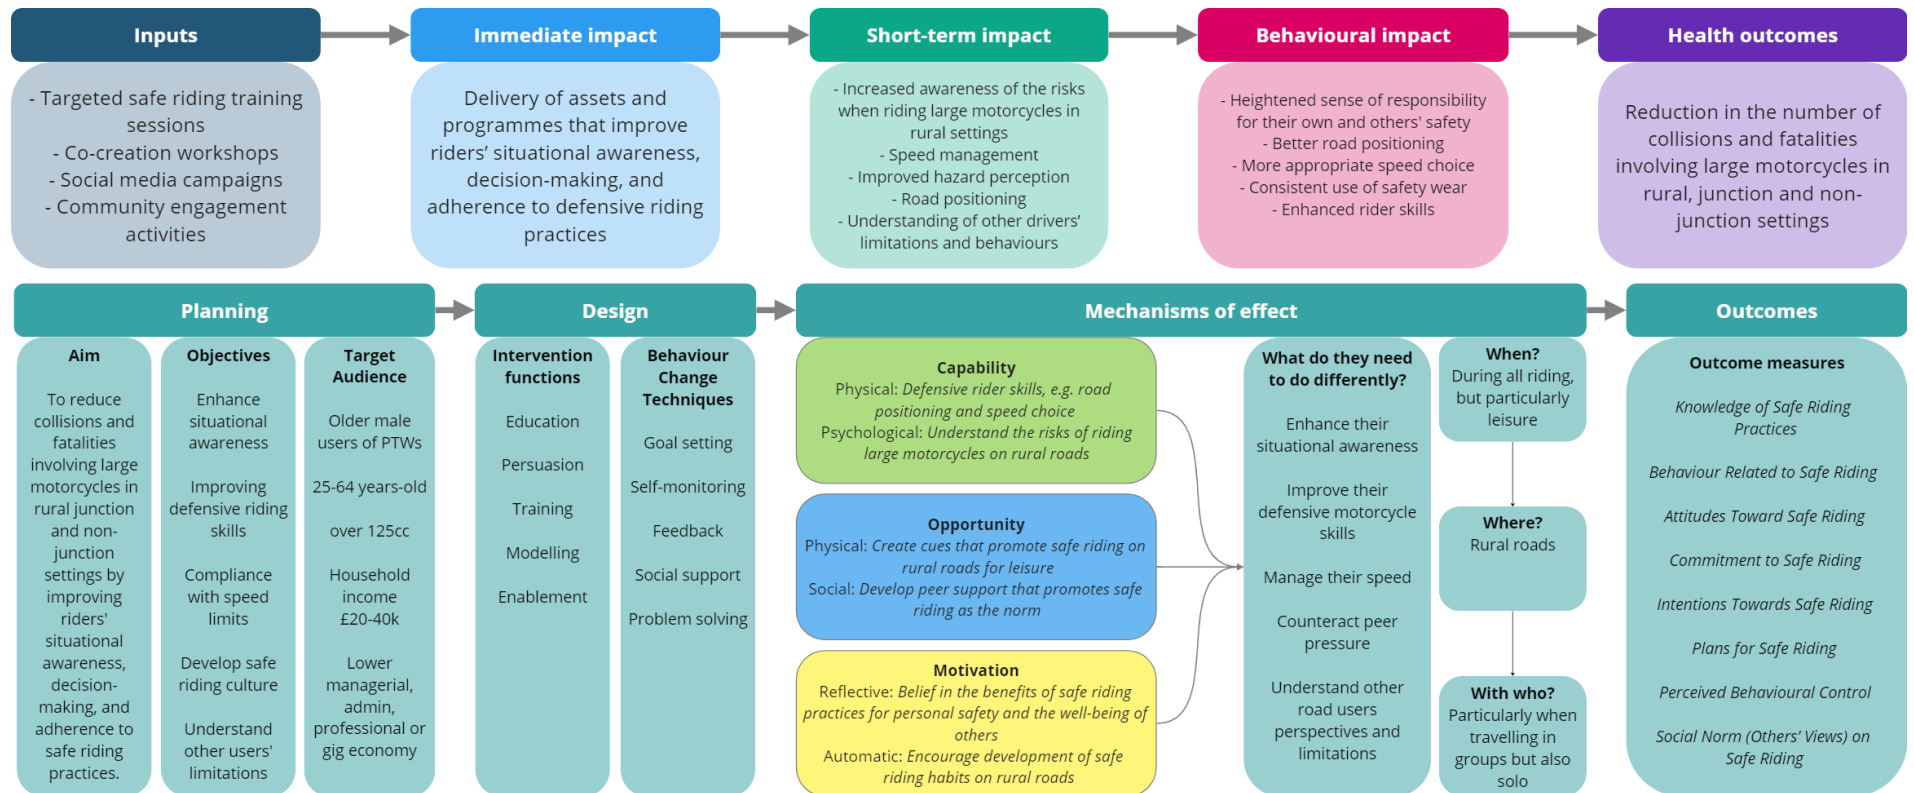 Inputs
- Targeted safe riding training
sessions
- Co-creation workshops
- Social media campaigns
- Community engagement
activities
Immediate impact
Delivery of assets and
programmes that improve
riders’ situational awareness,
decision-making, and
adherence to defensive riding
practices
Short-term impact
- Increased awareness of the risks
when riding large motorcycles in
rural settings
- Speed management
- Improved hazard perception
- Road positioning
- Understanding of other drivers’
limitations and behaviours
Behavioural impact
- Heightened sense of responsibility
for their own and others' safety
- Better road positioning
- More appropriate speed choice
- Consistent use of safety wear
- Enhanced rider skills
Health outcomes
Reduction in the number of
collisions and fatalities
involving large motorcycles in
rural, junction and non-
junction settings
Planning
Aim
To reduce
collisions and
fatalities
involving large
motorcycles in
rural junction
and non-
junction
settings by
improving
riders'
situational
awareness,
decision-
making, and
adherence to
safe riding
practices.
Objectives
Enhance
situational
awareness
Improving
defensive riding
skills
Compliance
with speed
limits
Develop safe
riding culture
Understand
other users'
limitations
Target
Audience
Older male
users of PTWs
25-64 years-old
over 125cc
Household
income
£20-40k
Lower
managerial,
admin,
professional or
gig economy
Design
Intervention
functions
Education
Persuasion
Training
Modelling
Enablement
Behaviour
Change
Techniques
Goal setting
Self-monitoring
Feedback
Social support
Problem solving
Mechanisms of effect
Capability
Physical: Defensive rider skills, e.g. road
positioning and speed choice
Psychological: Understand the risks of riding
large motorcycles on rural roads
Opportunity
Physical: Create cues that promote safe riding on
rural roads for leisure
Social: Develop peer support that promotes safe
riding as the norm
Motivation
Reflective: Belief in the benefits of safe riding
practices for personal safety and the well-being of
others
Automatic: Encourage development of safe
riding habits on rural roads
What do they need
to do differently?
Enhance their
situational awareness
Improve their
defensive motorcycle
skills
Manage their speed
Counteract peer
pressure
Understand other
road users
perspectives and
limitations
When?
During all riding,
but particularly
leisure
Where?
Rural roads
With who?
Particularly when
travelling in
groups but also
solo
Outcomes
Outcome measures
Knowledge of Safe Riding
Practices
Behaviour Related to Safe Riding
Attitudes Toward Safe Riding
Commitment to Safe Riding
Intentions Towards Safe Riding
Plans for Safe Riding
Perceived Behavioural Control
Social Norm (Others’ Views) on
Safe Riding